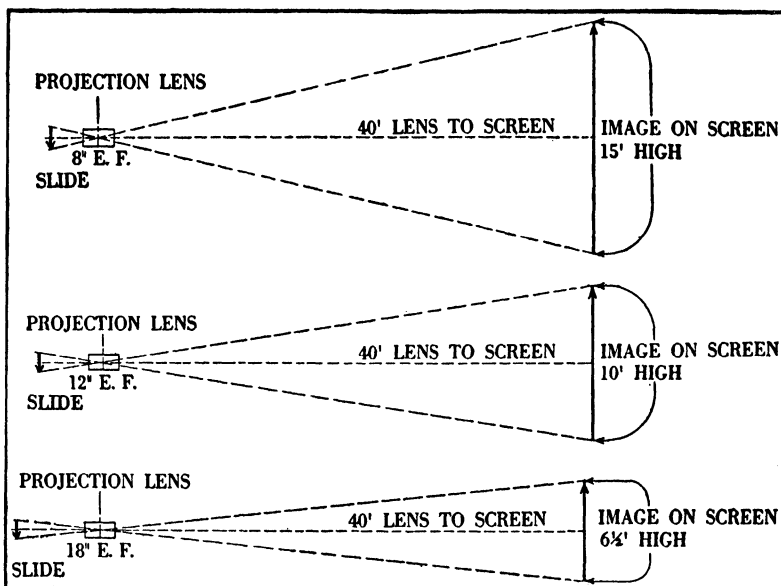 PROJECTION LENS
40' LENS TO SCREEN
IMAGE ON SCREEN
15' HIGH
8" E. F.
SLIDE
PROJECTION LENS
40' LENS TO SCREEN
IMAGE ON SCREEN
10' HIGH
12" E. F.
SLIDE
PROJECTION LENS
40' LENS TO SCREEN
IMAGE ON SCREEN
6½' HIGH
18" E. F.
SLIDE